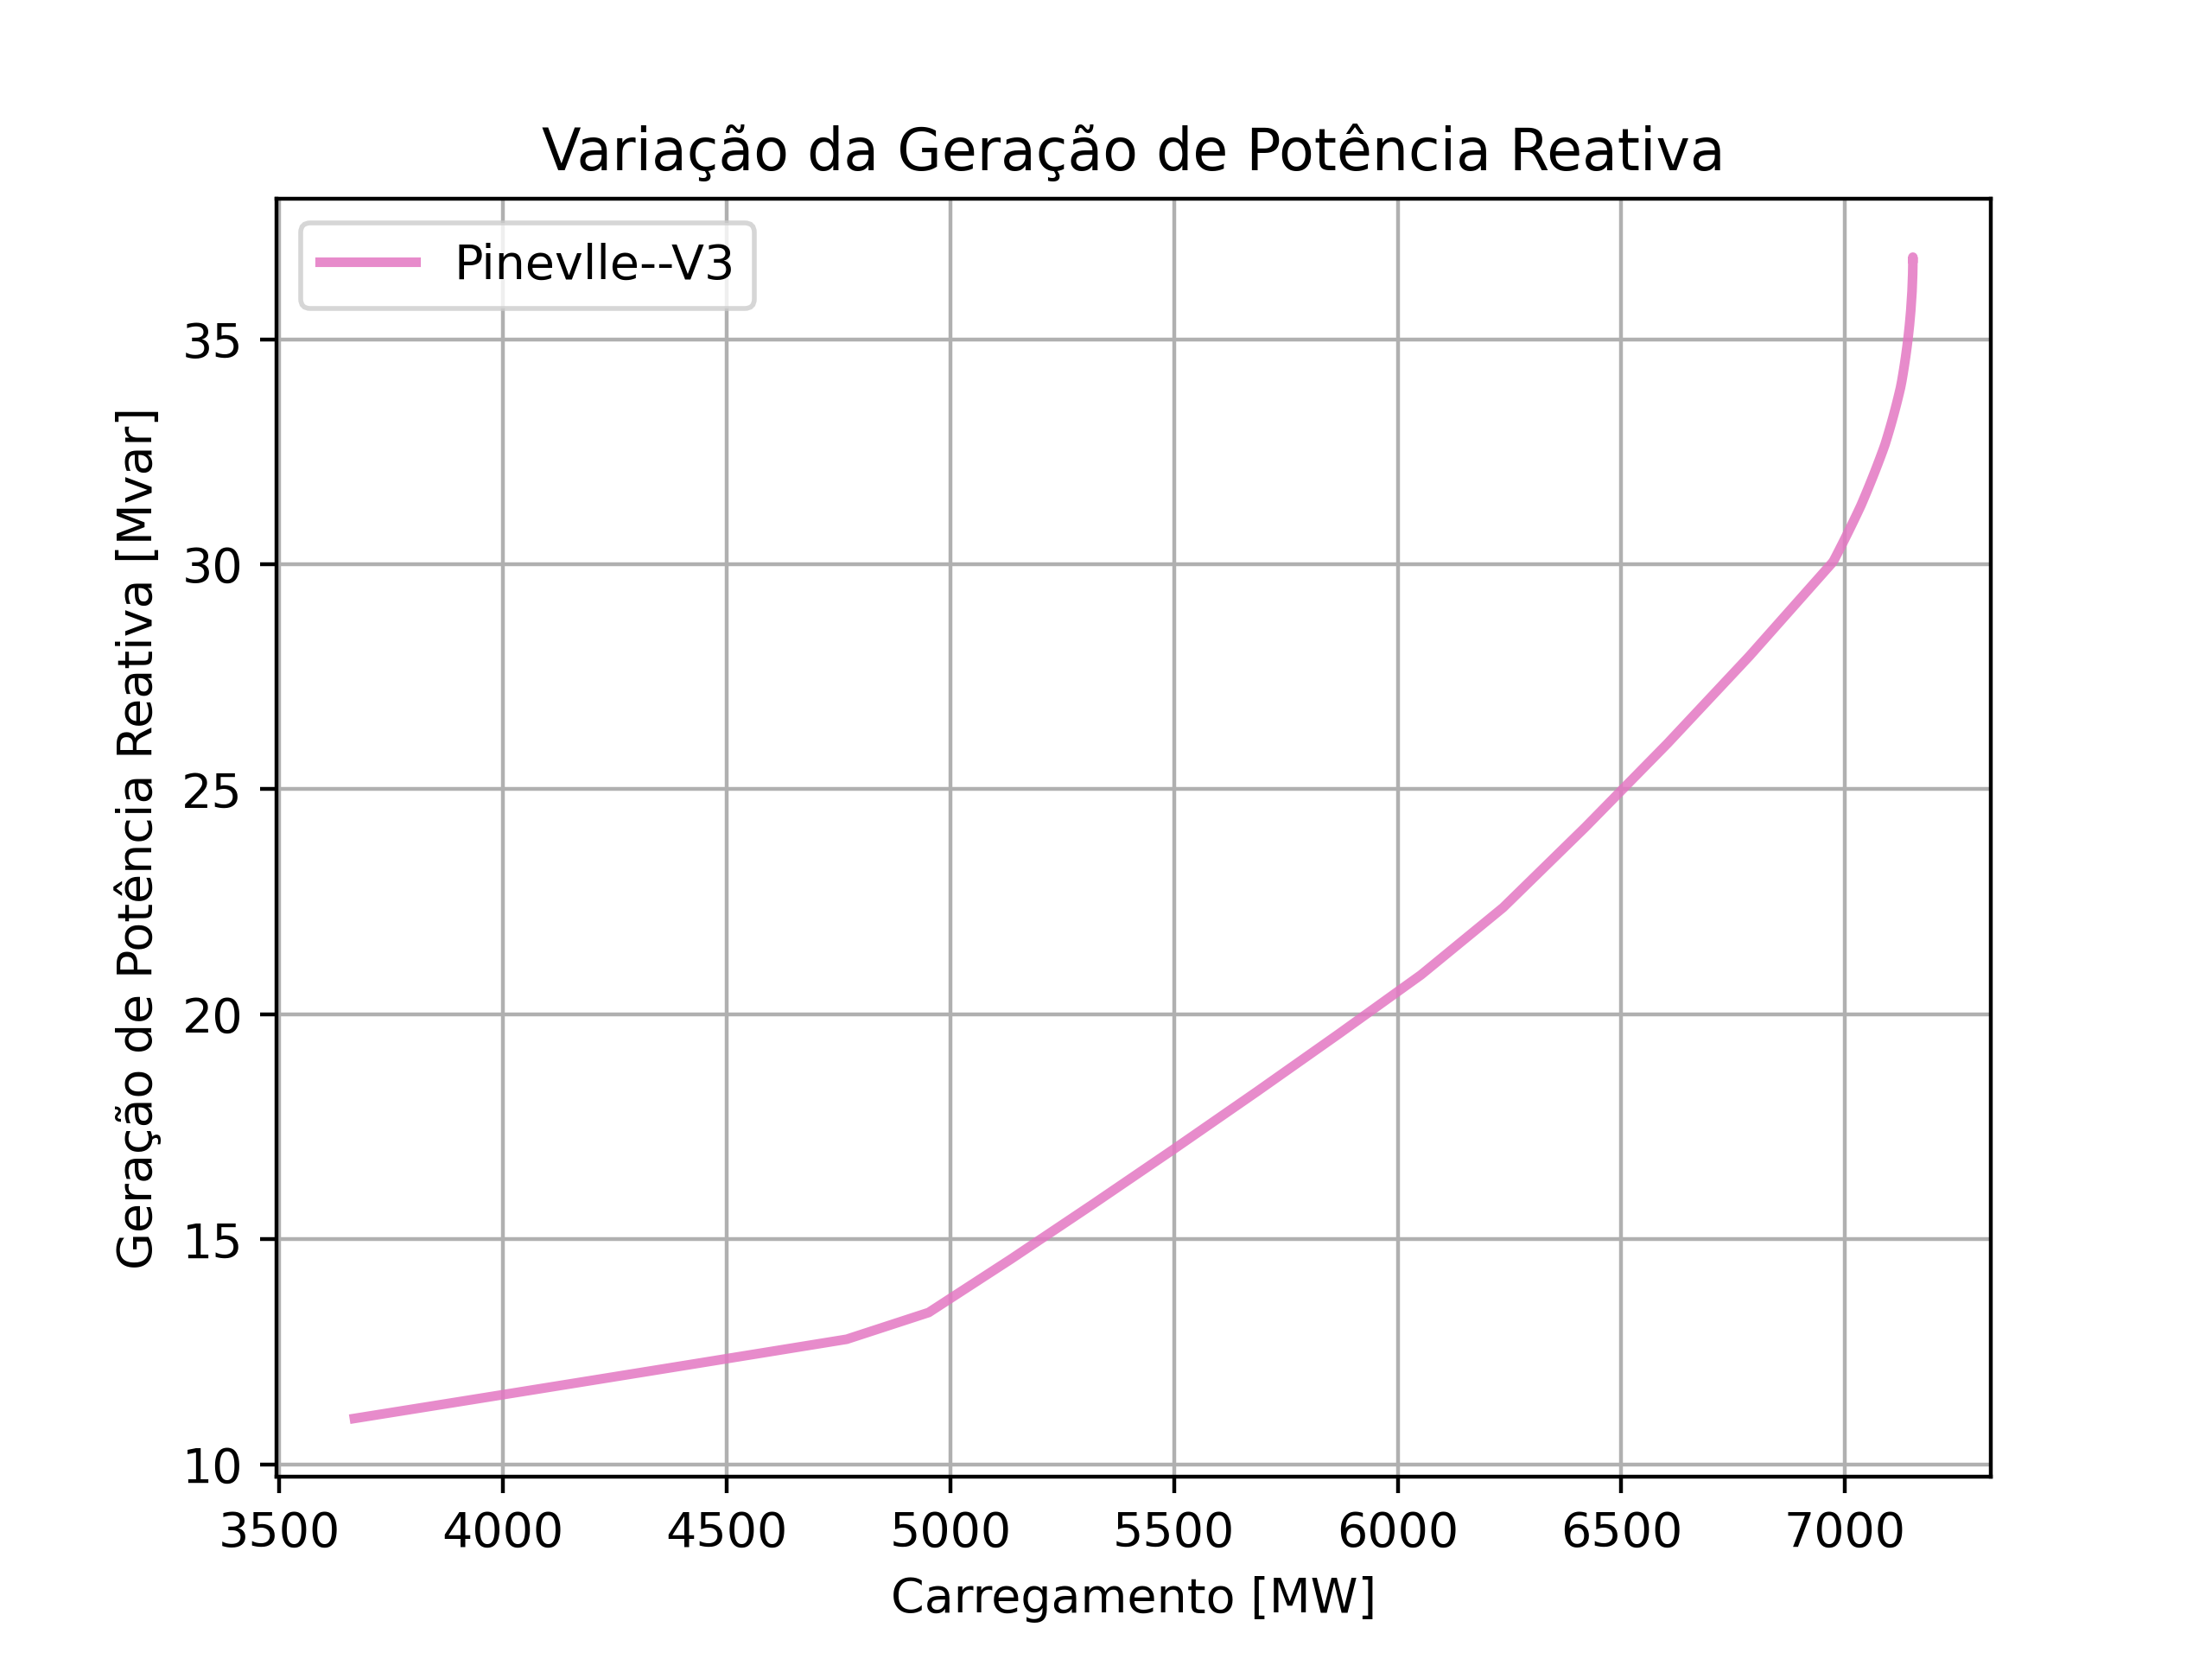 Variação da Geração de Potência Reativa
Pinevlle--V3
Geração de Potência Reativa [Mvar]
35
30
25
20
15
10
3500 4000 4500 5000 5500 6000 6500 7000
Carregamento [MW]